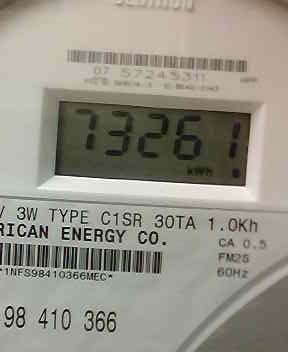 07 57245311
73261
kWh
V 3W TYPE C1SR 30TA 1.0Kh
RICAN ENERGY CO.
CA 0.5
FM2S
60Hz
*1NFS98410366MEC*
98 410 366